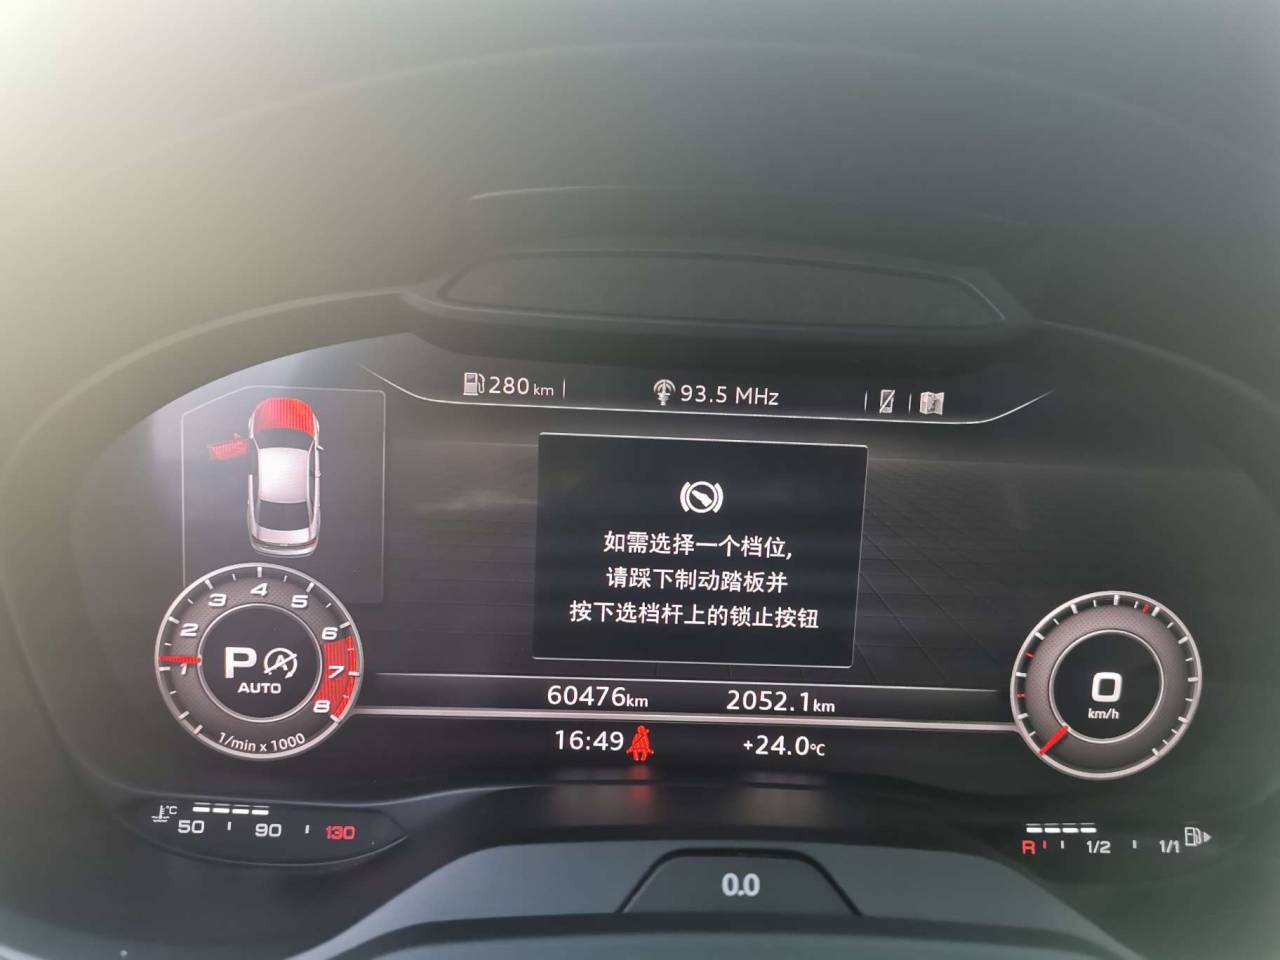 280 km
93.5 MHz
如需选择一个档位,
请踩下制动踏板并
按下选档杆上的锁止按钮
1 2 3 4 5 6 7 8
P A
AUTO
1/min x 1000
0
km/h
60476km
2052.1km
16:49
+24.0°C
°C
50 90 130
R 1/2 1/1
0.0